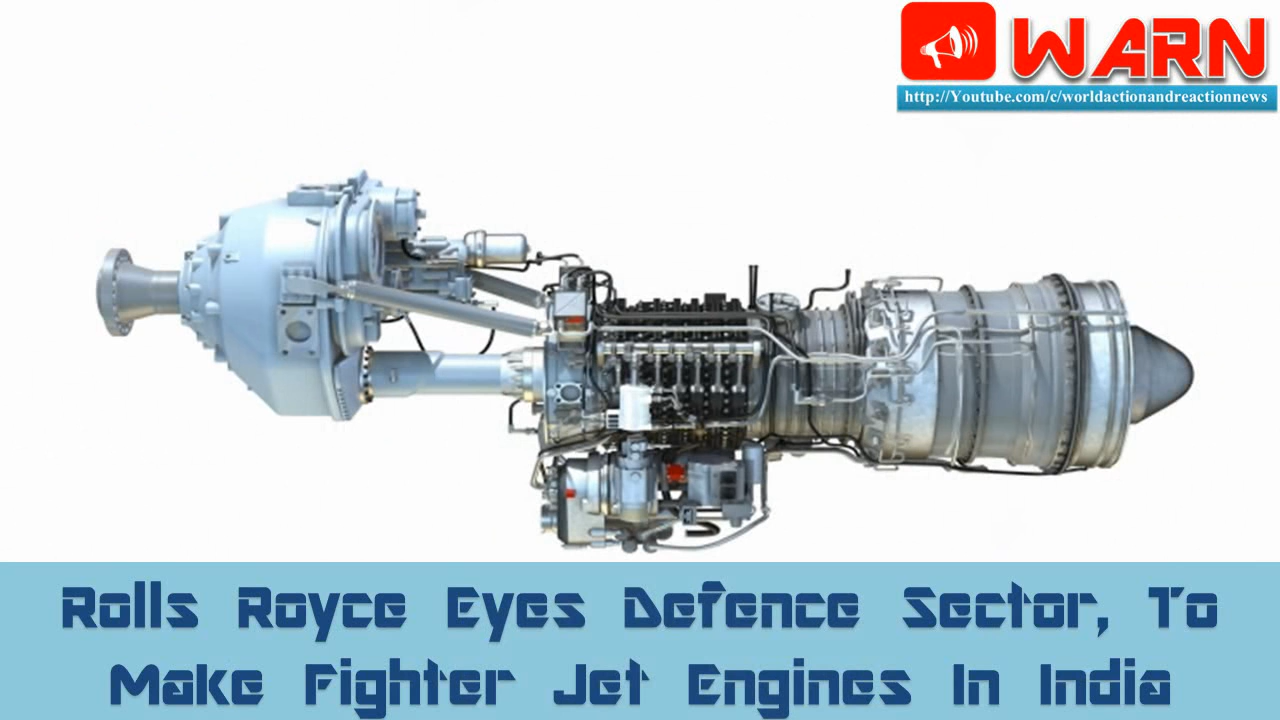 WARN
http://Youtube.com/c/worldactionandreactionnews
Rolls Royce Eyes Defence Sector, To
Make Fighter Jet Engines In India